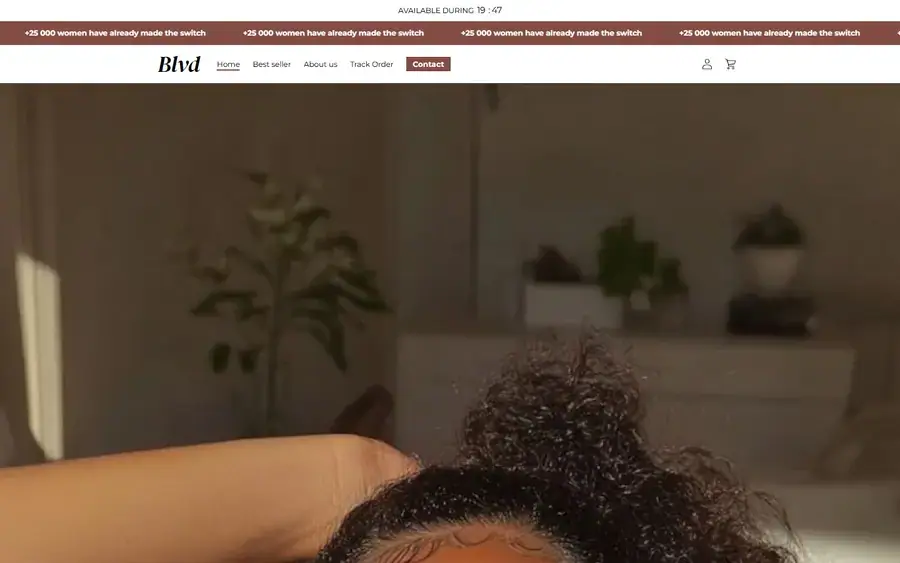 AVAILABLE DURING 19 : 47
+25 000 women have already made the switch +25 000 women have already made the switch +25 000 women have already made the switch +25 000 women have already made the switch
Blvd Home Best seller About us Track Order Contact